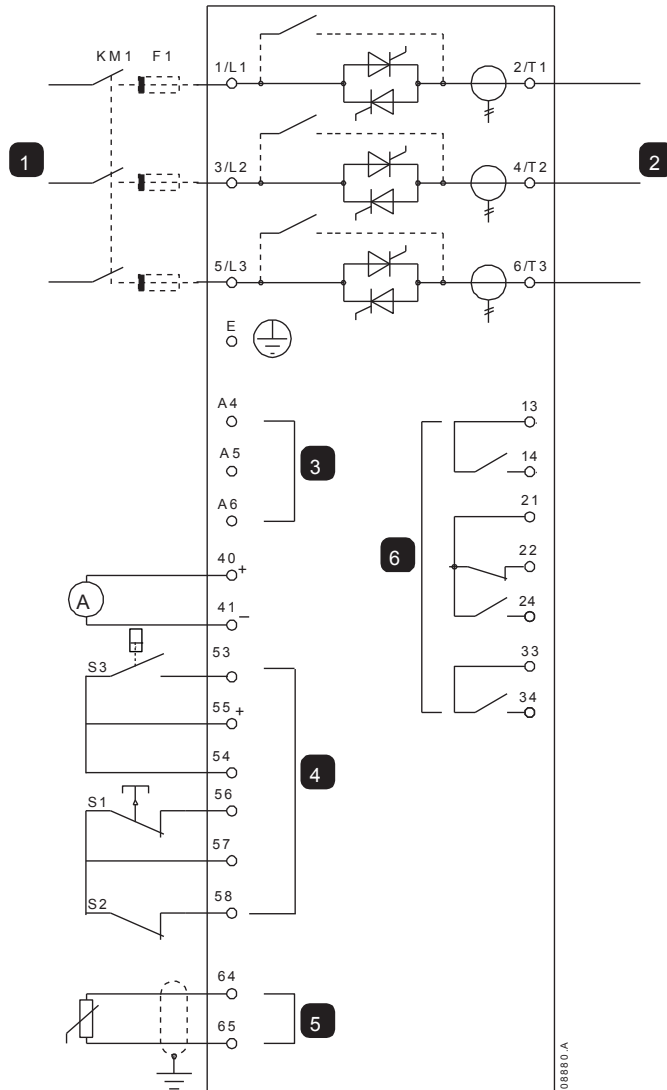 KM1 F1 1/L1 2/T1
1 2
3/L2 4/T2
5/L3 6/T3
E
A4 13
A5 14
3
A6 21
6 22
40 +
A 24
41 −
S3 53 33
55 + 34
54
4
S1 56
57
S2 58
64
5
65
08880.A